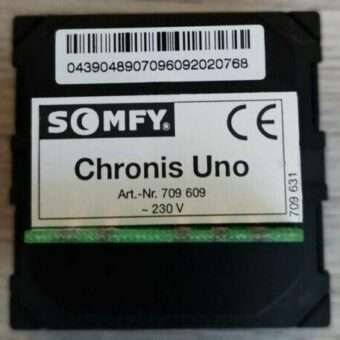 0439048907096092020768
SOMFY®
CE
Chronis Uno
Art.-Nr. 709 609
~ 230 V
709 631